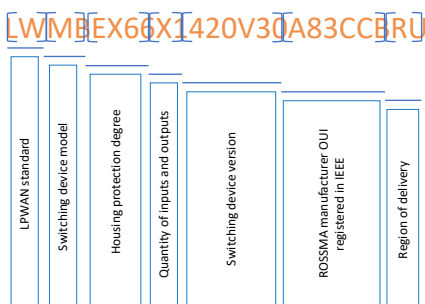 LWMBEX66X1420V30A83CCBRU
LPWAN standard
Switching device model
Housing protection degree
Quantity of inputs and outputs
Switching device version
ROSSMA manufacturer OUI
registered in IEEE
Region of delivery